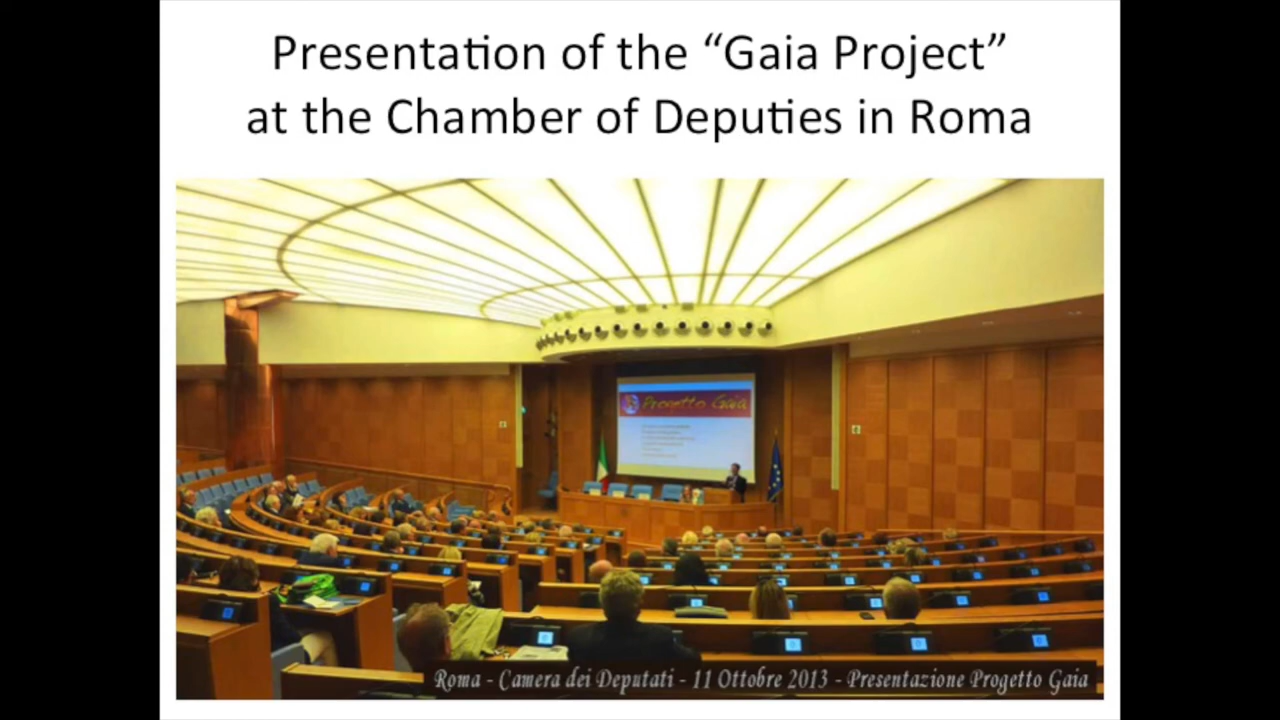 Presentation of the “Gaia Project”
at the Chamber of Deputies in Roma
Progetto Gaia
Roma - Camera dei Deputati - 11 Ottobre 2013 - Presentazione Progetto Gaia